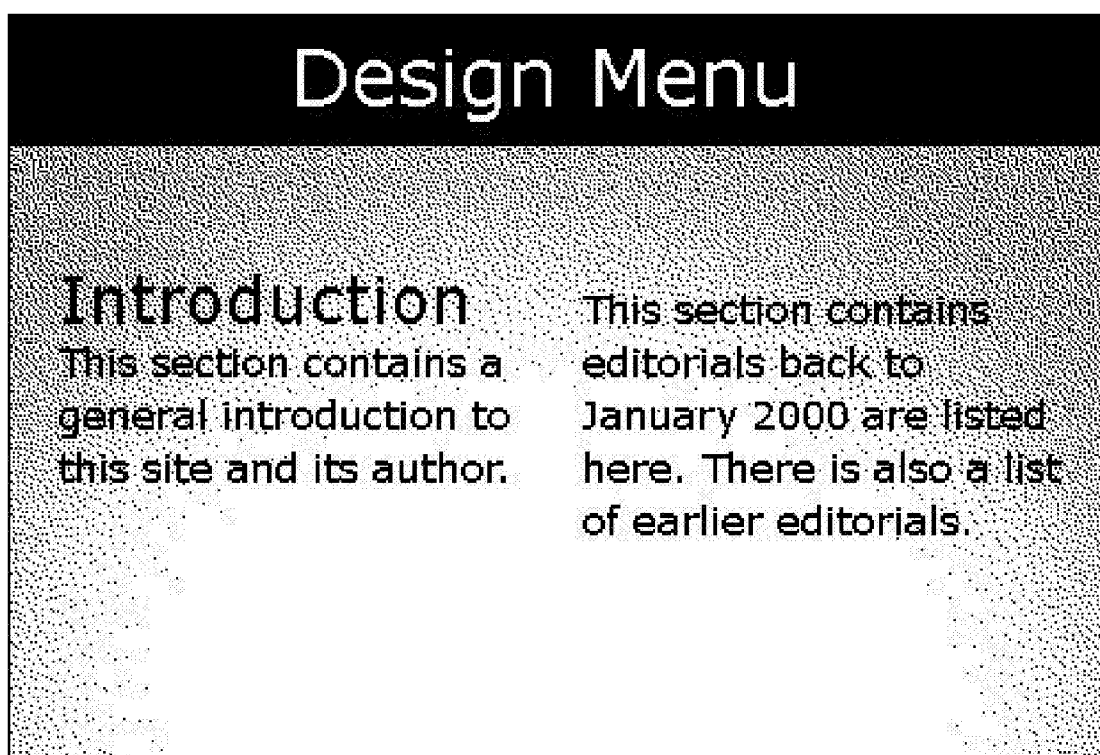 Design Menu
Introduction
This section contains a
general introduction to
this site and its author.
This section contains
editorials back to
January 2000 are listed
here. There is also a list
of earlier editorials.